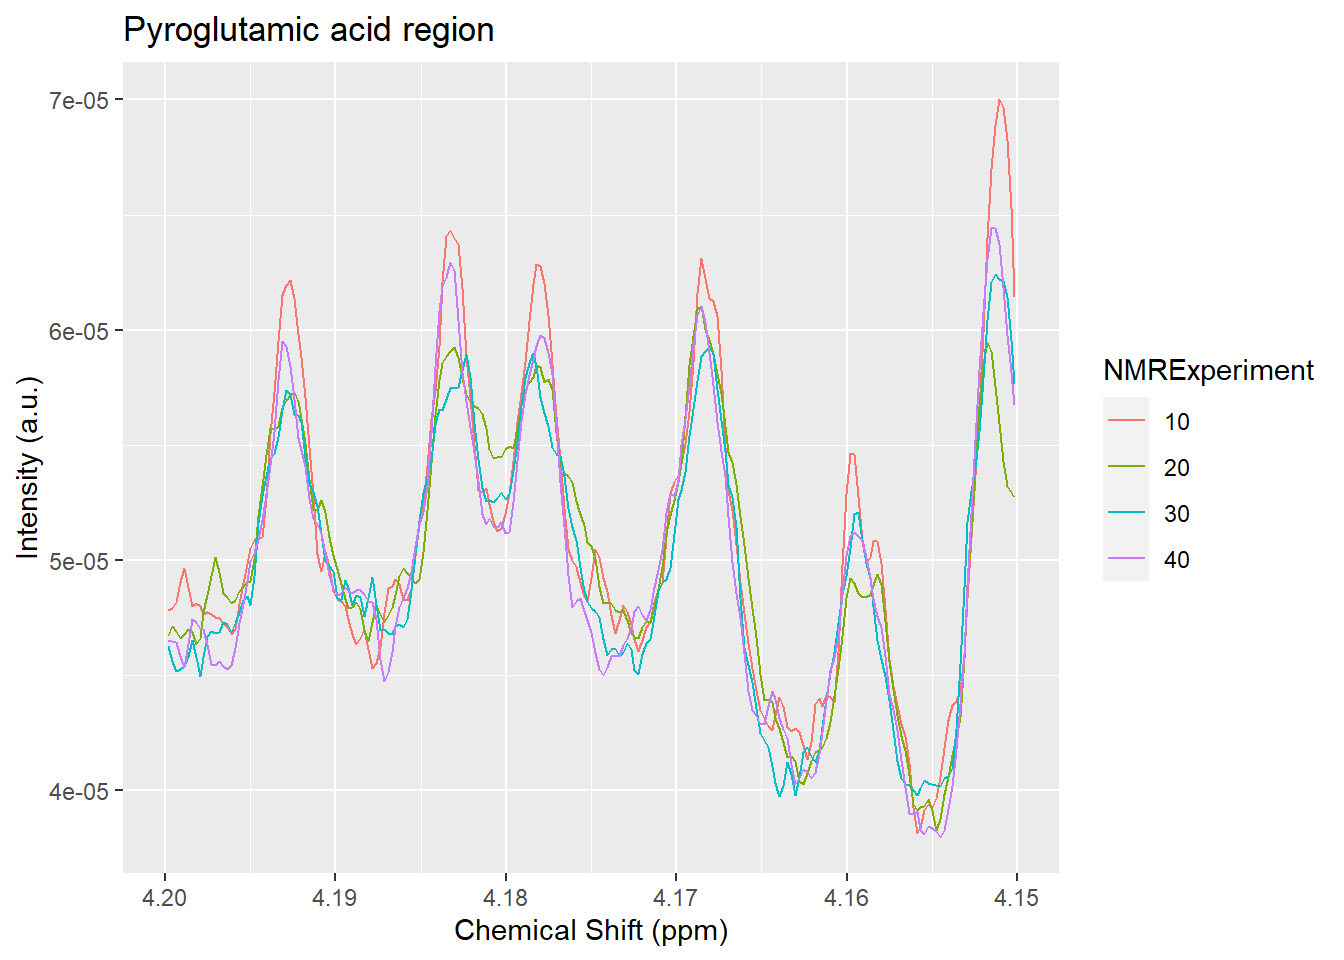 Pyroglutamic acid region
7e-05
6e-05
5e-05
4e-05
Intensity (a.u.)
4.20 4.19 4.18 4.17 4.16 4.15
Chemical Shift (ppm)
NMRExperiment
10
20
30
40